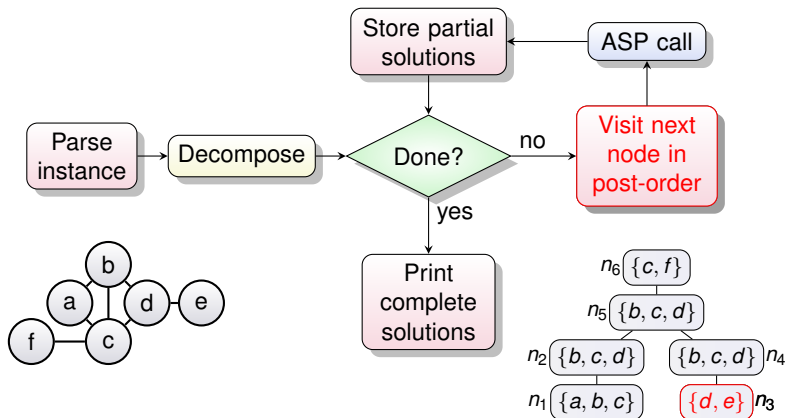 Store partial
solutions
ASP call
Parse
instance
Decompose
Done?
no
Visit next
node in
post-order
yes
Print
complete
solutions
b
a
d
e
f
c
n6 {c, f}
n5 {b, c, d}
n2 {b, c, d}
{b, c, d} n4
n1 {a, b, c}
{d, e} n3